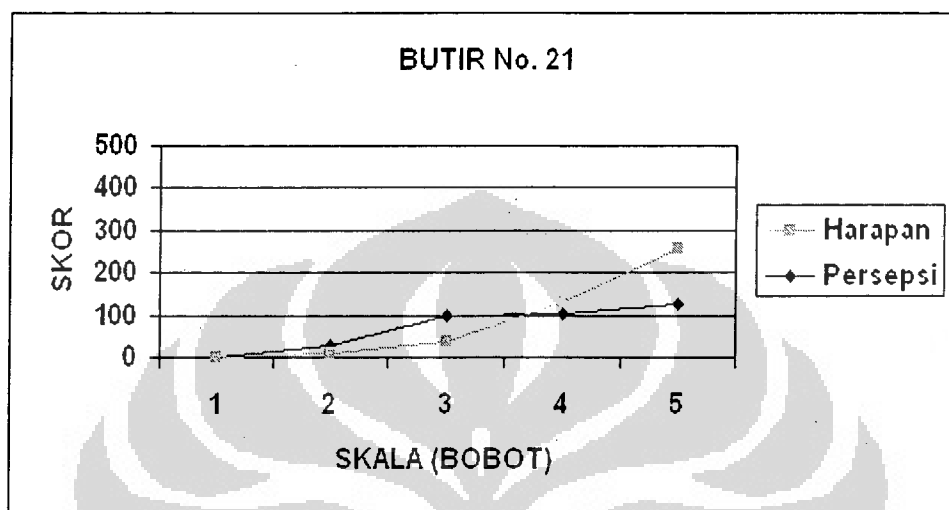 BUTIR No. 21
500
400
300
200
100
0
SKOR
1 2 3 4 5
SKALA (BOBOT)
Harapan
Persepsi